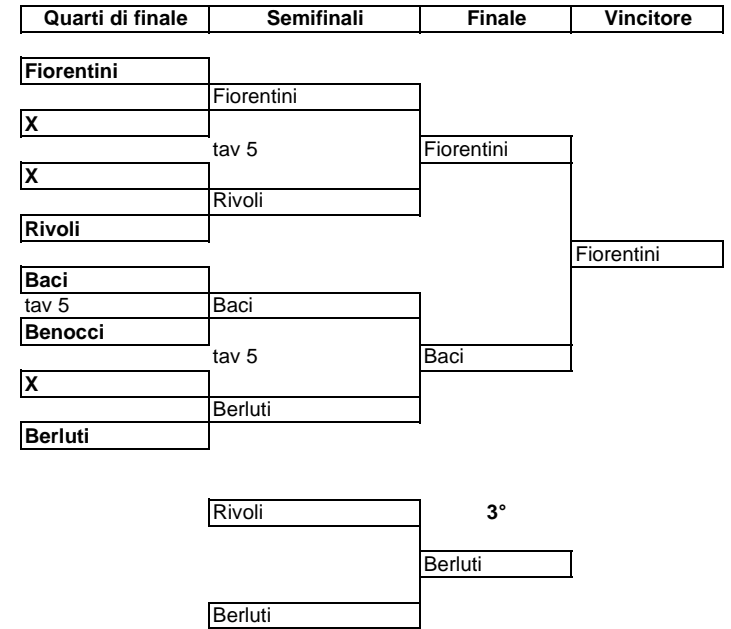 Quarti di finale Semifinali Finale Vincitore
Fiorentini
Fiorentini
X
tav 5 Fiorentini
X
Rivoli
Rivoli
Fiorentini
Baci
tav 5 Baci
Benocci
tav 5 Baci
X
Berluti
Berluti
Rivoli 3°
Berluti
Berluti